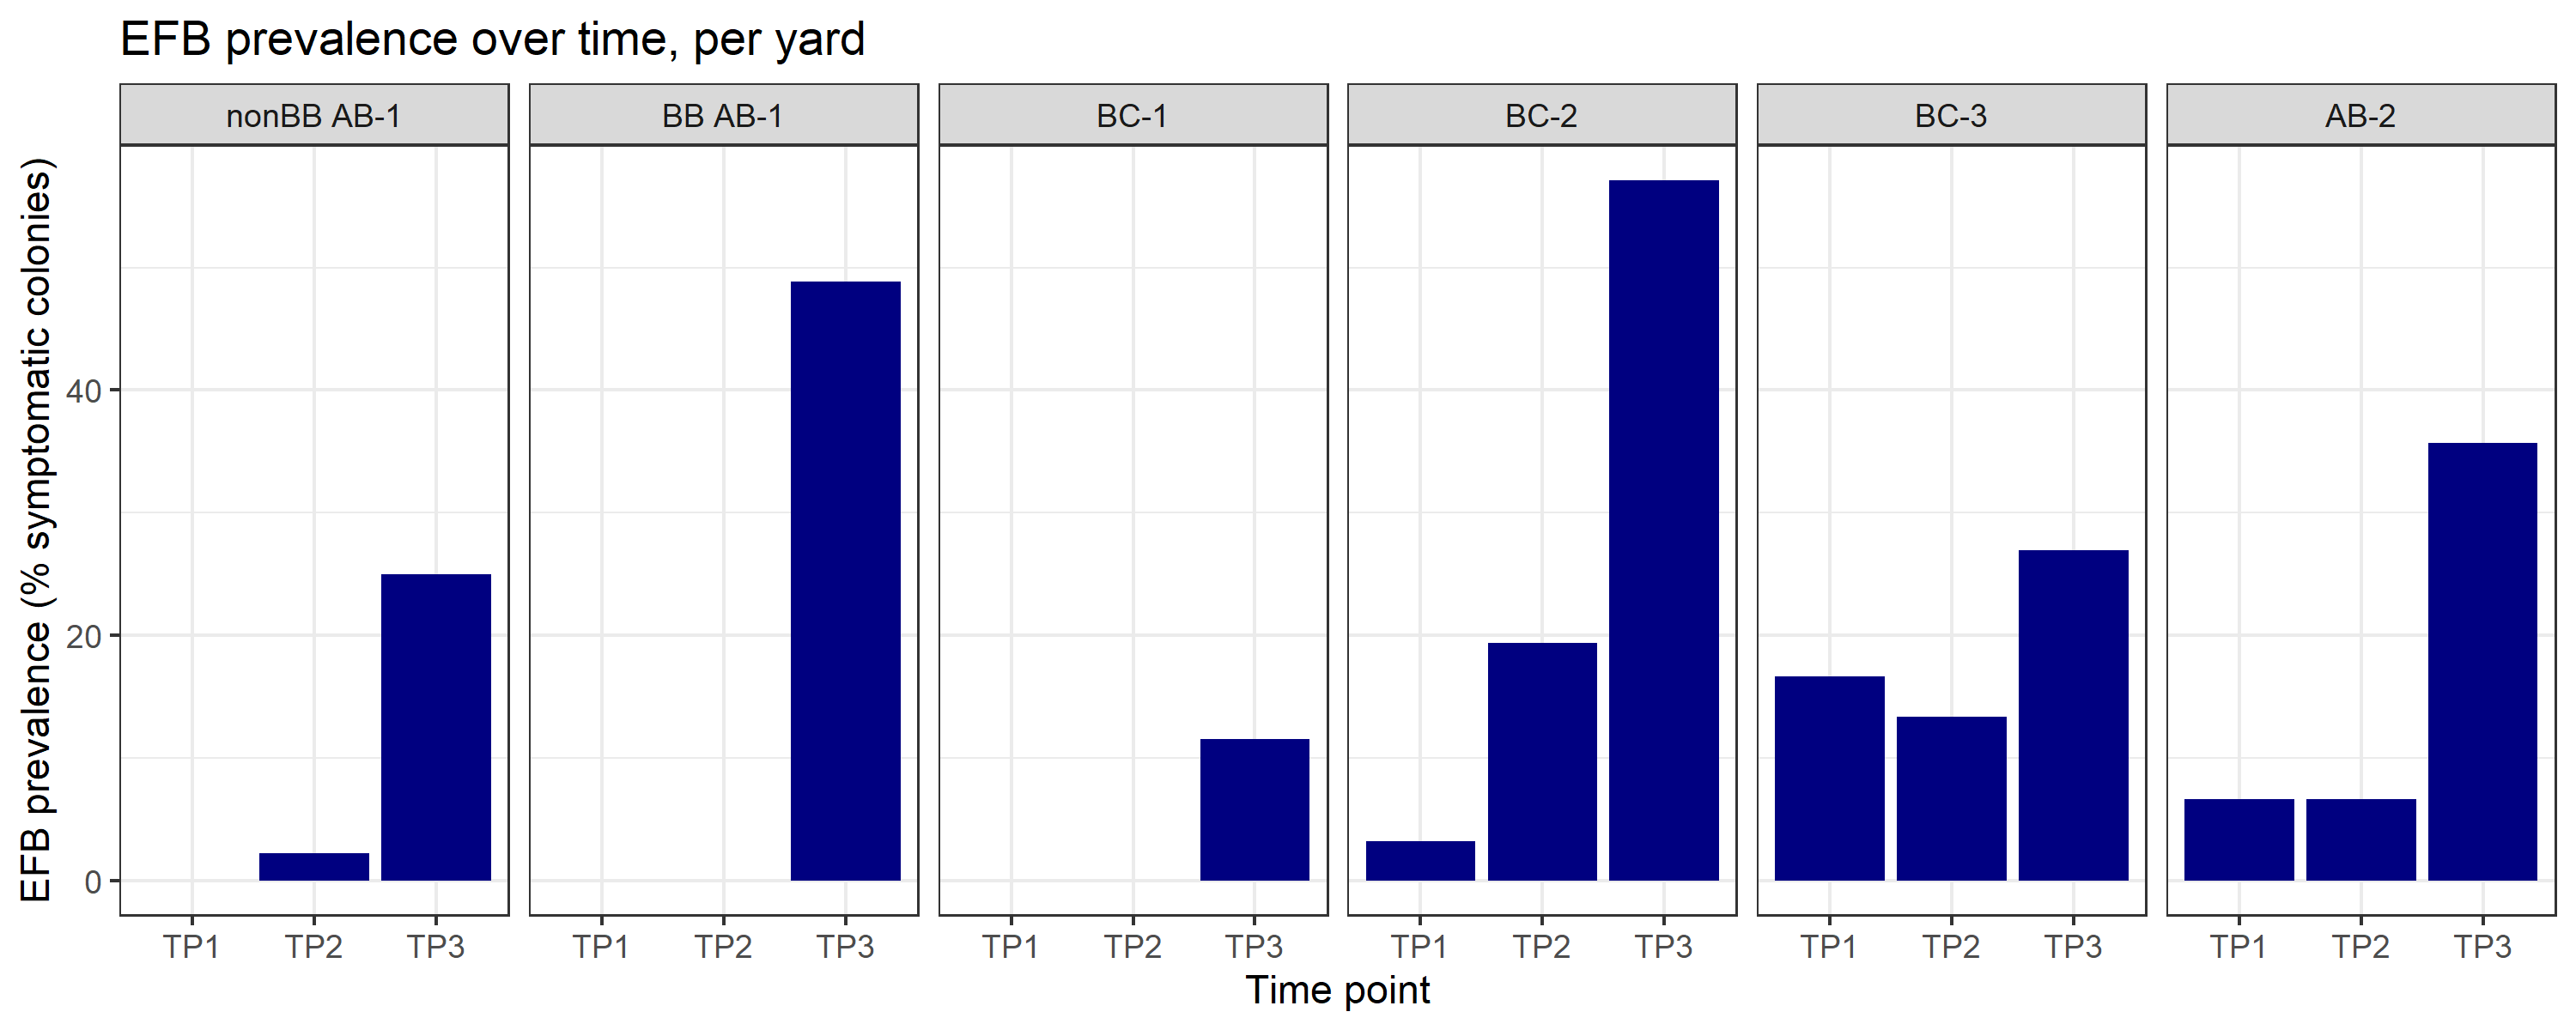 EFB prevalence over time, per yard
nonBB AB-1
BB AB-1
BC-1
BC-2
BC-3
AB-2
EFB prevalence (% symptomatic colonies)
40
20
0
TP1 TP2 TP3
TP1 TP2 TP3
TP1 TP2 TP3
TP1 TP2 TP3
TP1 TP2 TP3
TP1 TP2 TP3
Time point